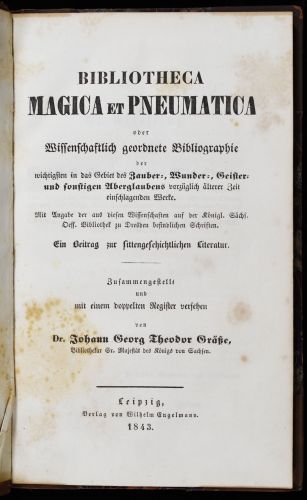 BIBLIOTHECA
MAGICA ET PNEUMATICA
oder
Wissenschaftlich geordnete Bibliographie
der
wichtigsten in das Gebiet des Zauber-, Wunder-, Geister-
und sonstigen Aberglaubens vorzüglich älterer Zeit
einschlagenden Werke.
Mit Angabe der aus diesen Wissenschaften auf der Königl. Sächs.
Oeff. Bibliothek zu Dresden befindlichen Schriften.
Ein Beitrag zur sittengeschichtlichen Literatur.
Zusammengestellt
und
mit einem doppelten Register versehen
von
Dr. Johann Georg Theodor Gräße,
Bibliothekar Sr. Majestät des Königs von Sachsen.
Leipzig,
Verlag von Wilhelm Engelmann.
1843.